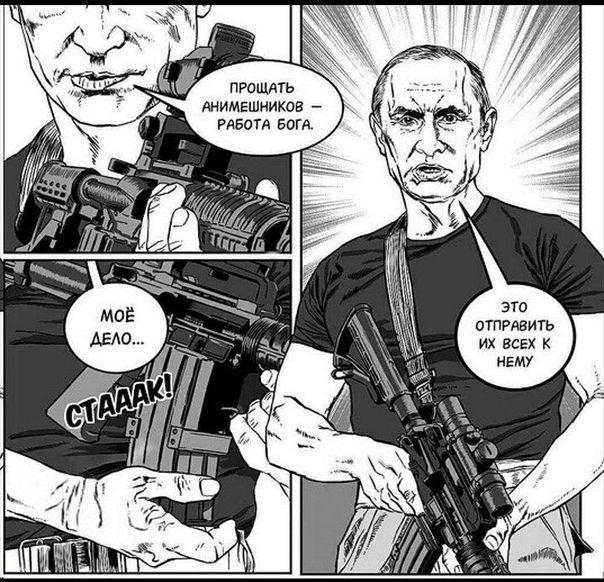 ПРОЩАТЬ
АНИМЕШНИКОВ —
РАБОТА БОГА.
МОЁ
ДЕЛО...
СТАААК!
ЭТО
ОТПРАВИТЬ
ИХ ВСЕХ К
НЕМУ